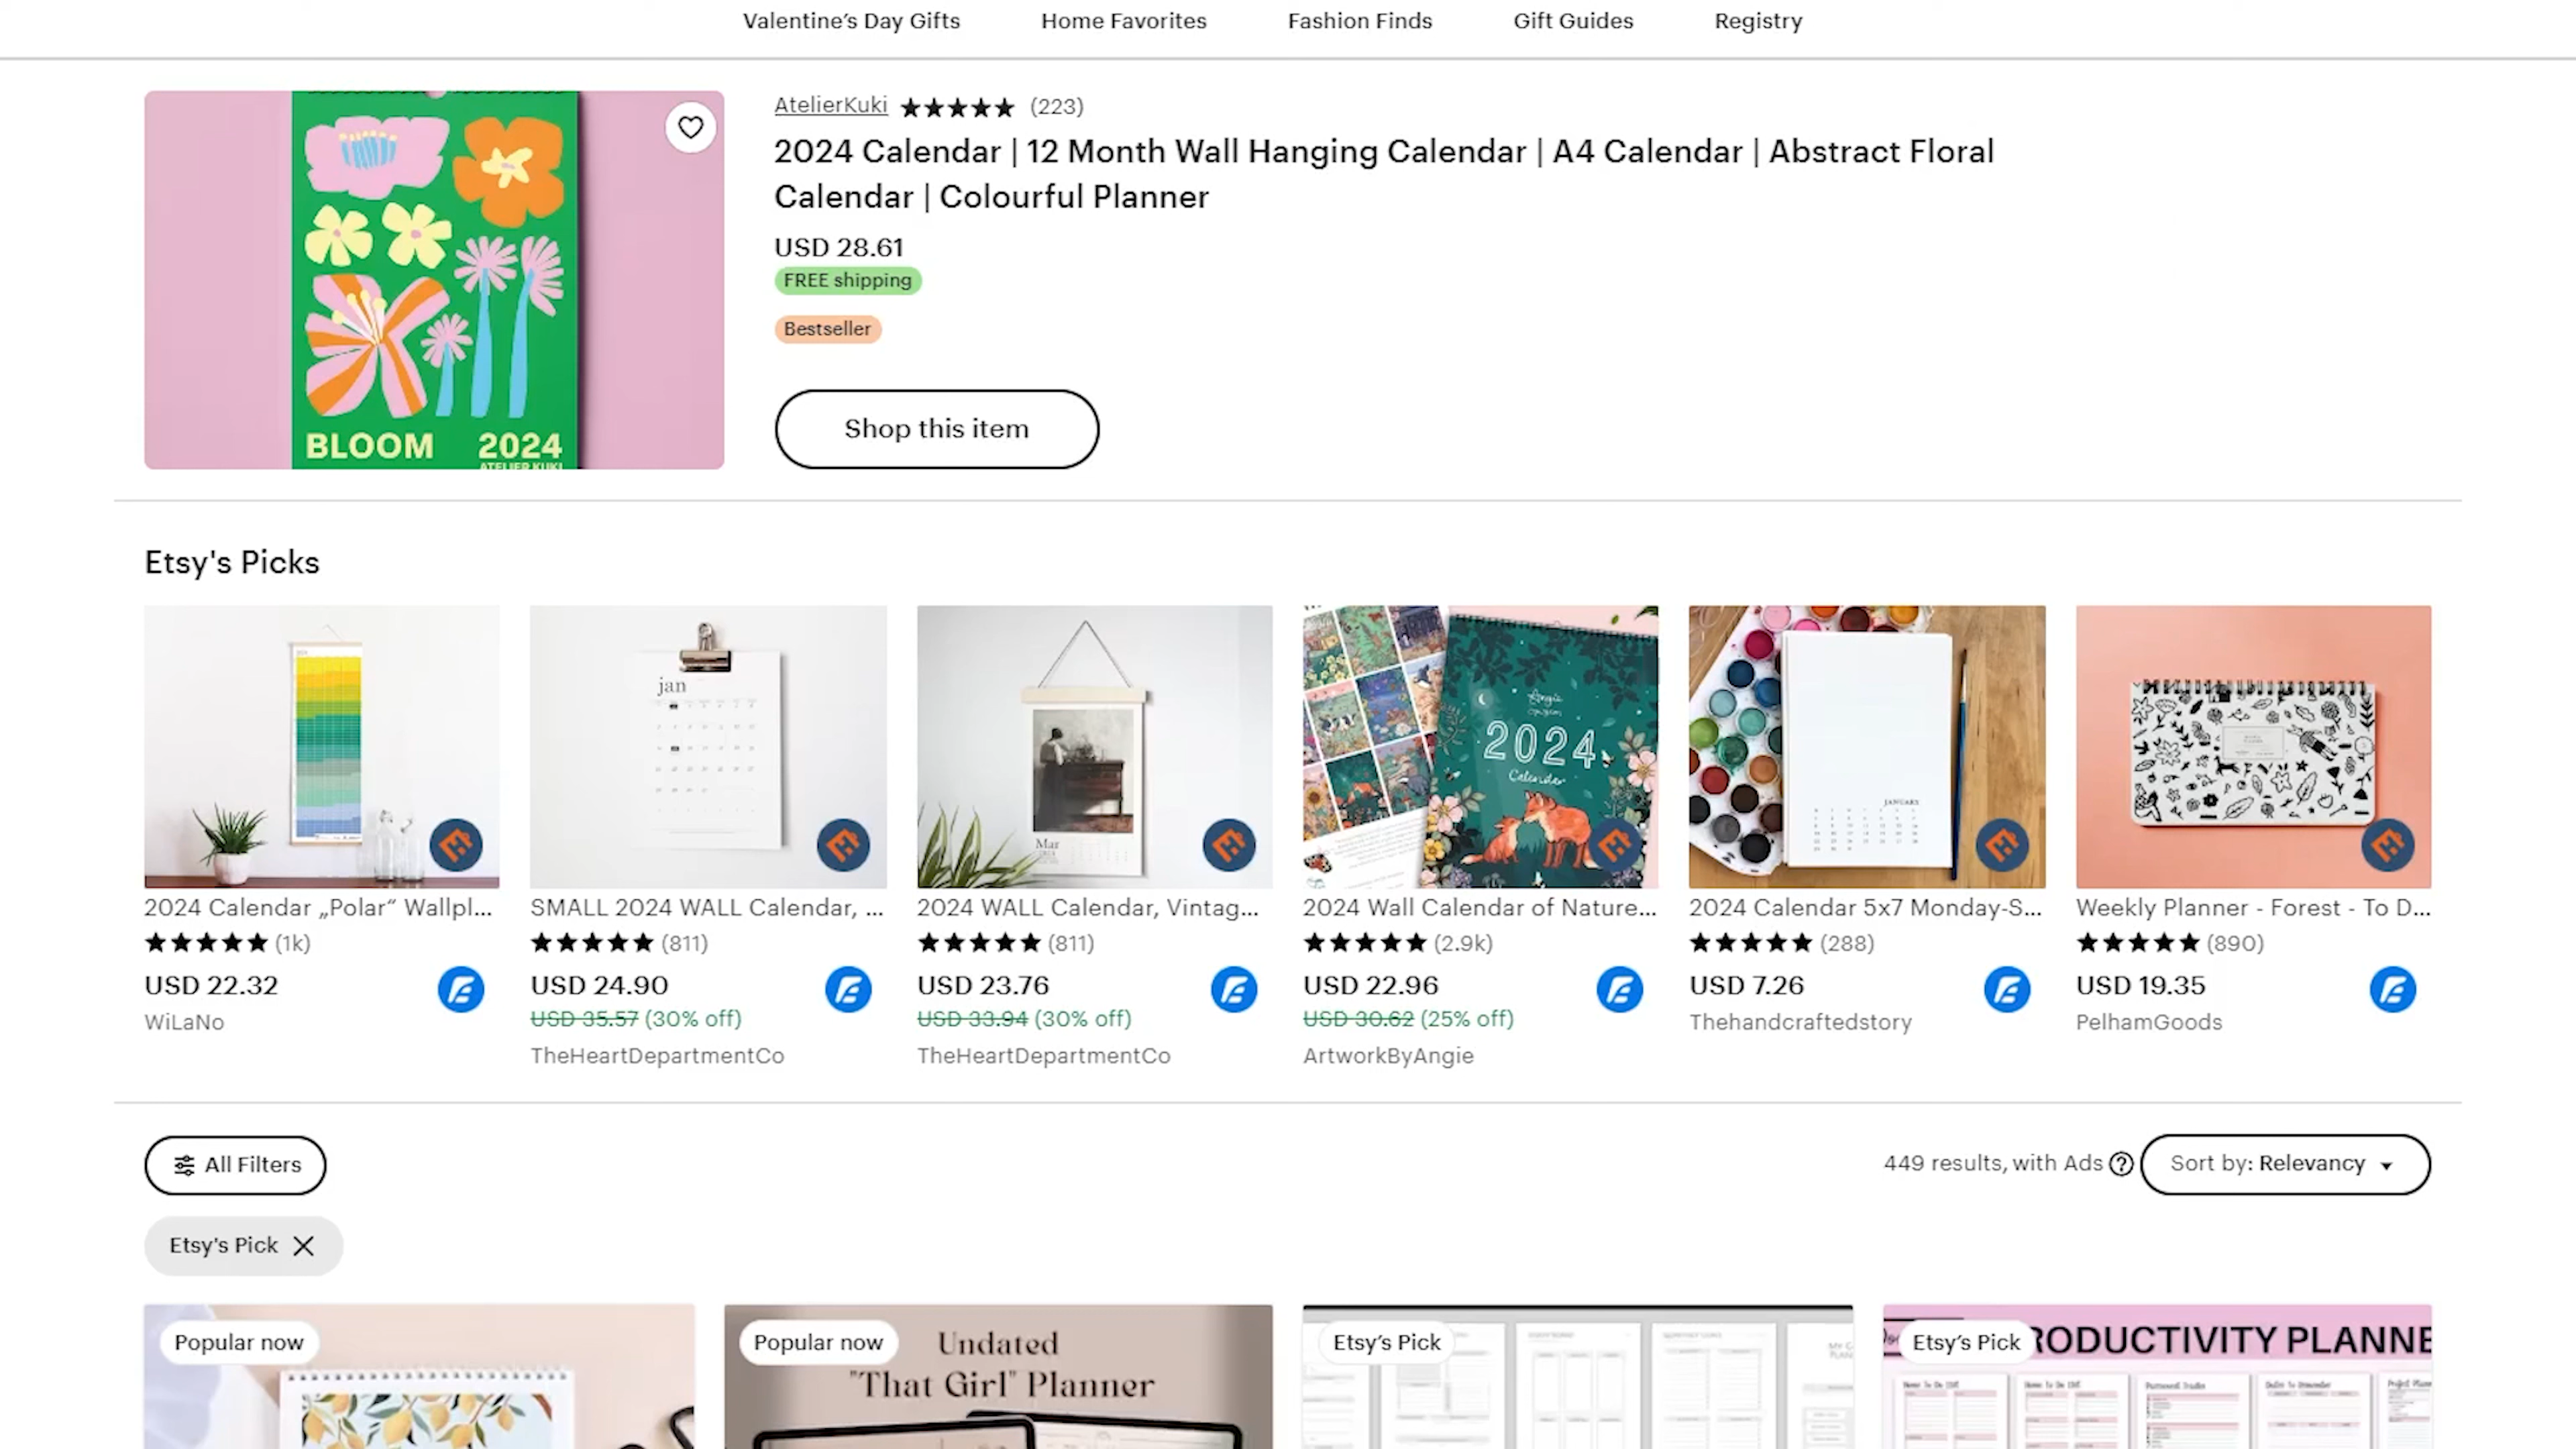 Valentine's Day Gifts
Home Favorites
Fashion Finds
Gift Guides
Registry
BLOOM 2024
ATELIER KUKI
AtelierKuki ★★★★★ (223)
2024 Calendar | 12 Month Wall Hanging Calendar | A4 Calendar | Abstract Floral
Calendar | Colourful Planner
USD 28.61
FREE shipping
Bestseller
Shop this item
Etsy's Picks
jan
Mar
2024
Calendar
JANUARY
2024 Calendar „Polar“ Wallpl...
★★★★★ (1k)
USD 22.32
WiLaNo
SMALL 2024 WALL Calendar, ...
★★★★★ (811)
USD 24.90
USD 35.57 (30% off)
TheHeartDepartmentCo
2024 WALL Calendar, Vintag...
★★★★★ (811)
USD 23.76
USD 33.94 (30% off)
TheHeartDepartmentCo
2024 Wall Calendar of Nature...
★★★★★ (2.9k)
USD 22.96
USD 30.62 (25% off)
ArtworkByAngie
2024 Calendar 5x7 Monday-S...
★★★★★ (288)
USD 7.26
Thehandcraftedstory
Weekly Planner - Forest - To D...
★★★★★ (890)
USD 19.35
PelhamGoods
All Filters
449 results, with Ads
Sort by: Relevancy
Etsy's Pick
Popular now
Popular now
Undated
"That Girl" Planner
Etsy's Pick
Etsy's Pick
RODUCTIVITY PLANNE